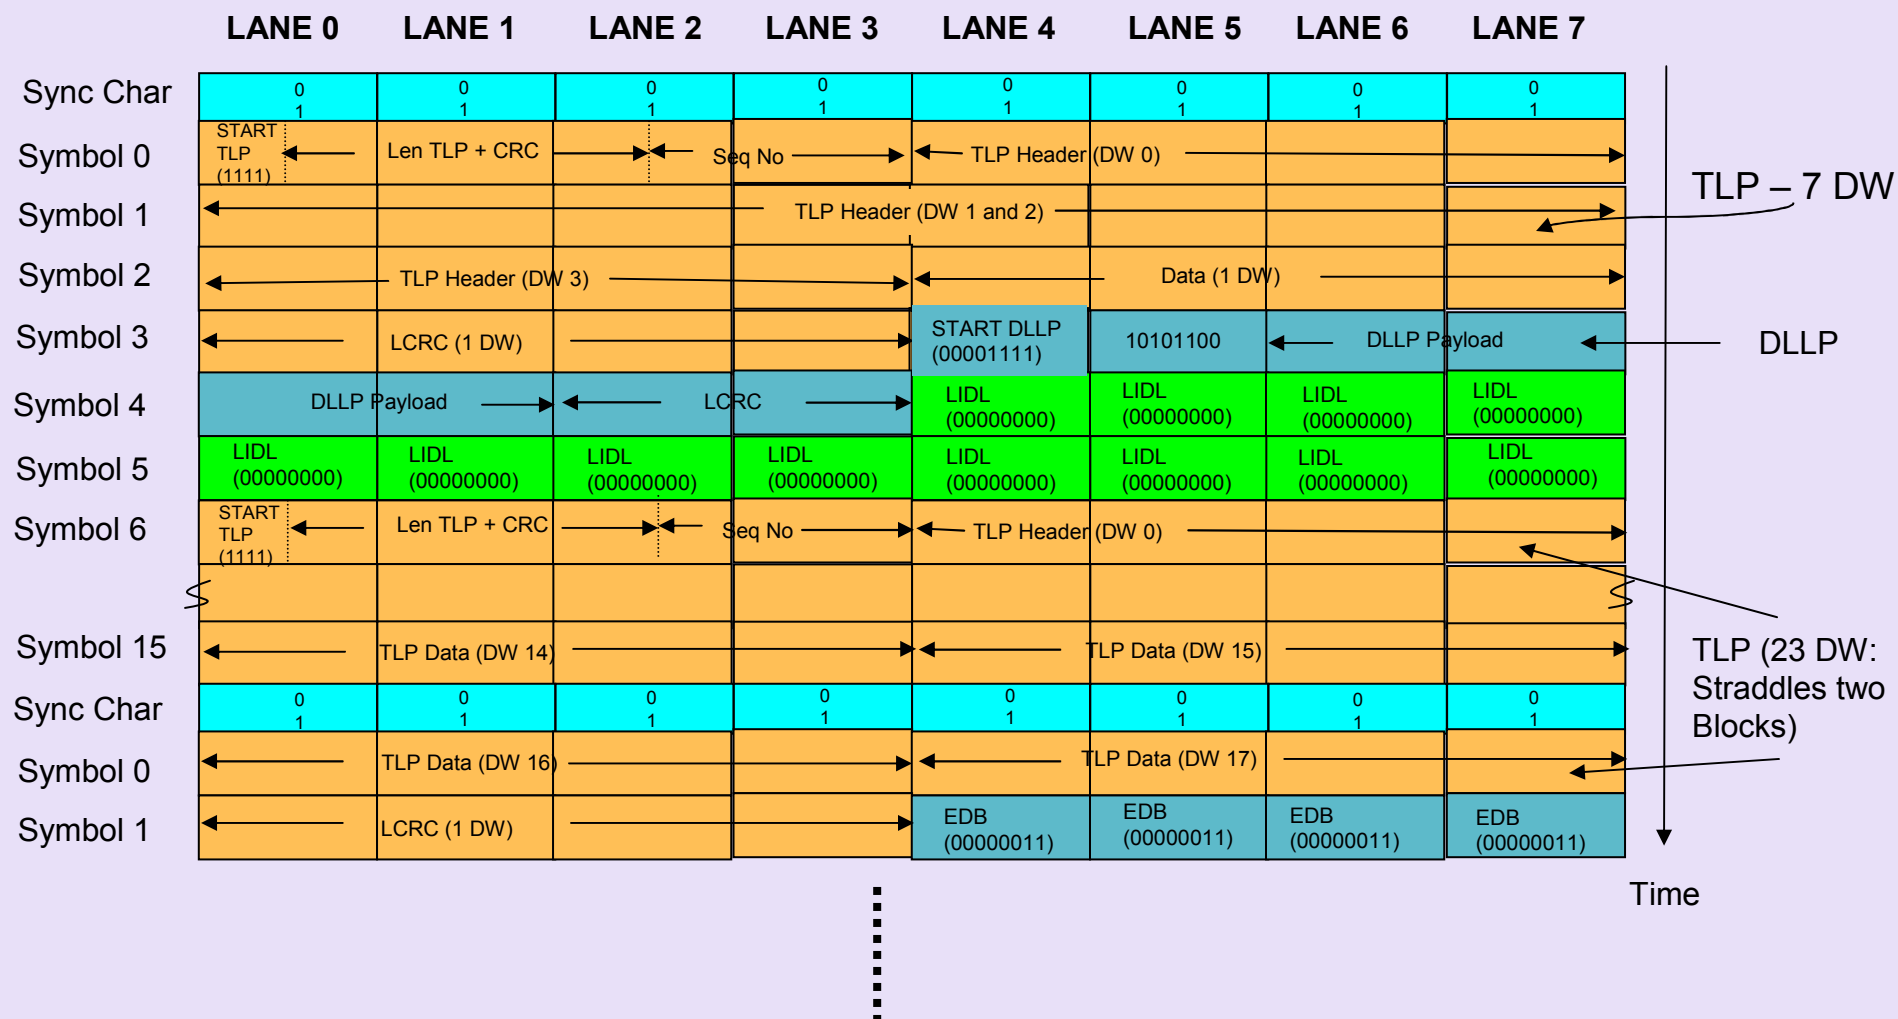 LANE 0 LANE 1 LANE 2 LANE 3 LANE 4 LANE 5 LANE 6 LANE 7
Sync Char 0 0 0 0 0 0 0 0
1 1 1 1 1 1 1 1
Symbol 0 START Len TLP + CRC Seq No TLP Header (DW 0)
TLP
(1111)
Symbol 1 TLP Header (DW 1 and 2)
TLP – 7 DW
Symbol 2 TLP Header (DW 3) Data (1 DW)
Symbol 3 LCRC (1 DW) START DLLP 10101100 DLLP Payload DLLP
(00001111)
Symbol 4 DLLP Payload LCRC LIDL LIDL LIDL LIDL
(00000000) (00000000) (00000000) (00000000)
Symbol 5 LIDL LIDL LIDL LIDL LIDL LIDL LIDL LIDL
(00000000) (00000000) (00000000) (00000000) (00000000) (00000000) (00000000) (00000000)
Symbol 6 START Len TLP + CRC Seq No TLP Header (DW 0)
TLP
(1111)
Symbol 15 TLP Data (DW 14) TLP Data (DW 15)
TLP (23 DW:
Straddles two
Blocks)
Sync Char 0 0 0 0 0 0 0 0
1 1 1 1 1 1 1 1
Symbol 0 TLP Data (DW 16) TLP Data (DW 17)
Symbol 1 LCRC (1 DW) EDB EDB EDB EDB
(00000011) (00000011) (00000011) (00000011)
Time